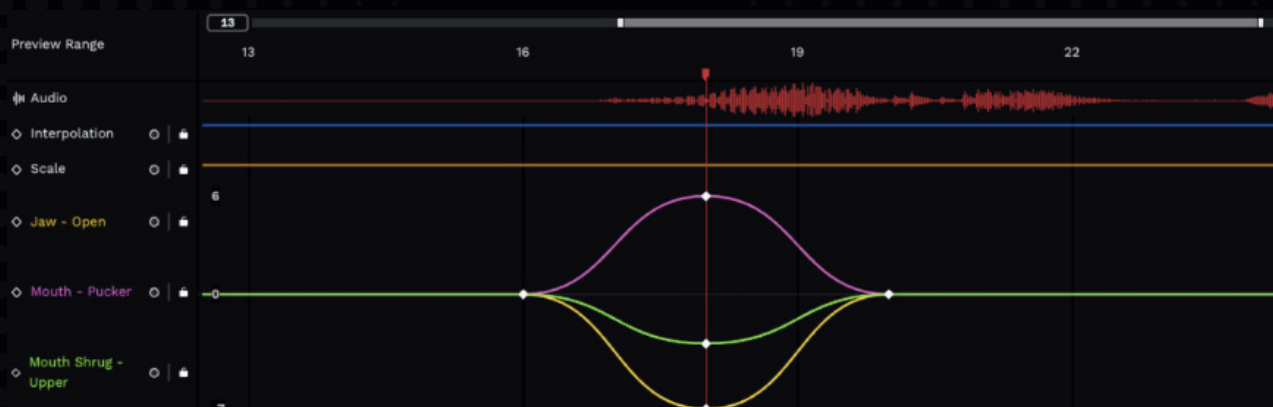 13
Preview Range
13 16 19 22
Audio
Interpolation
Scale
6
Jaw - Open
Mouth - Pucker
0
Mouth Shrug -
Upper